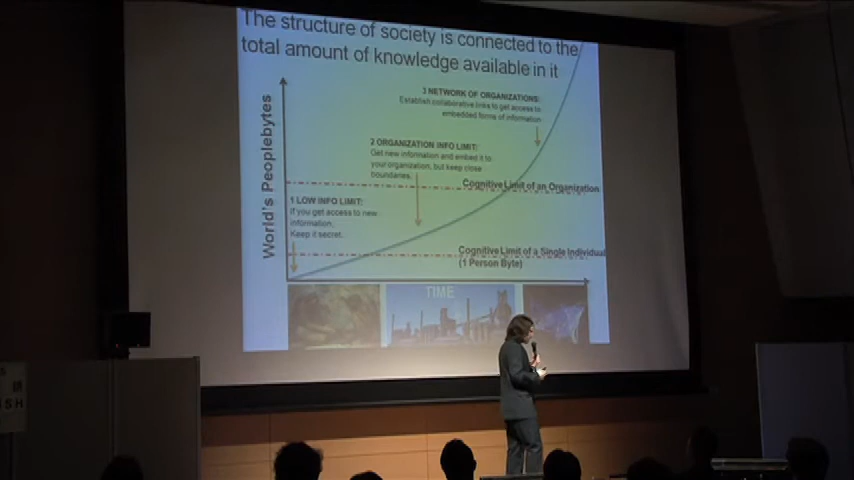 The structure of society is connected to the
total amount of knowledge available in it
World's Peoplebytes
3 NETWORK OF ORGANIZATIONS:
Establish collaborative links to get access to
embedded forms of information
2 ORGANIZATION INFO LIMIT:
Get new information and embed it to
your organization, but keep close
boundaries.
Cognitive Limit of an Organization
1 LOW INFO LIMIT:
If you get access to new
information,
Keep it secret.
Cognitive Limit of a Single Individual
(1 Person Byte)
TIME
SH